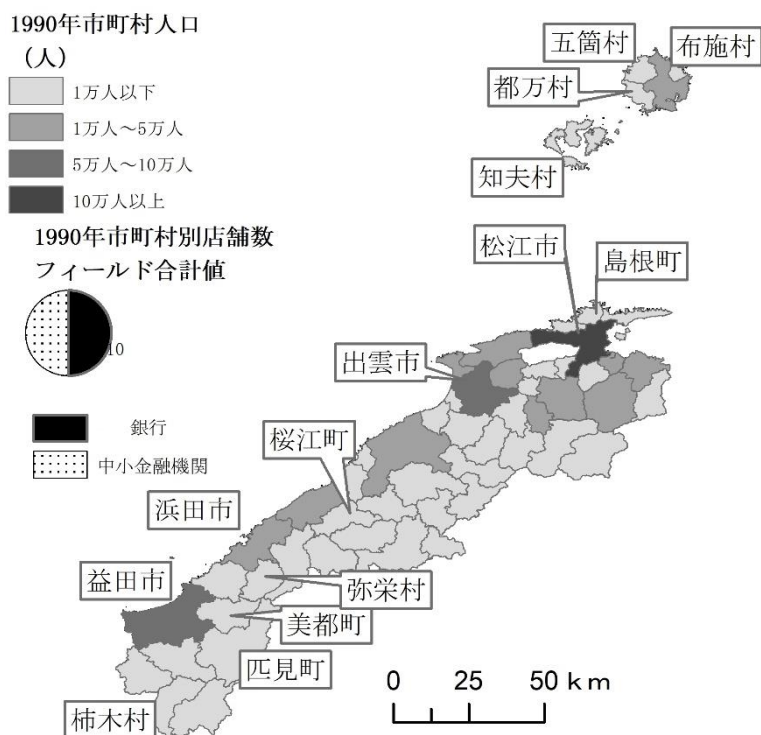 1990年市町村人口
（人）
1万人以下
1万人～5万人
5万人～10万人
10万人以上
1990年市町村別店舗数
フィールド合計値
10
銀行
中小金融機関
五箇村
布施村
都万村
知夫村
松江市
島根町
出雲市
桜江町
浜田市
益田市
弥栄村
美都町
匹見町
柿木村
0 25 50 km